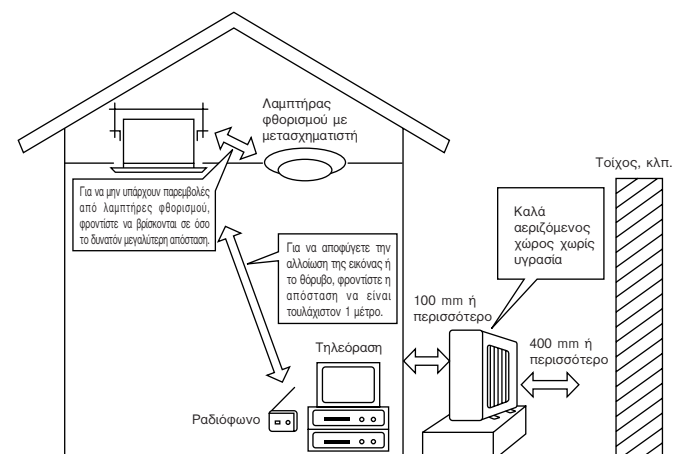 Λαμπτήρας
φθορισμού με
μετασχηματιστή
Τοίχος, κλπ.
Για να μην υπάρχουν παρεμβολές
από λαμπτήρες φθορισμού,
φροντίστε να βρίσκονται σε όσο
το δυνατόν μεγαλύτερη απόσταση.
Καλά
αεριζόμενος
χώρος χωρίς
υγρασία
Για να αποφύγετε την
αλλοίωση της εικόνας ή
το θόρυβο, φροντίστε η
απόσταση να είναι
τουλάχιστον 1 μέτρο.
100 mm ή
περισσότερο
400 mm ή
περισσότερο
Τηλεόραση
Ραδιόφωνο